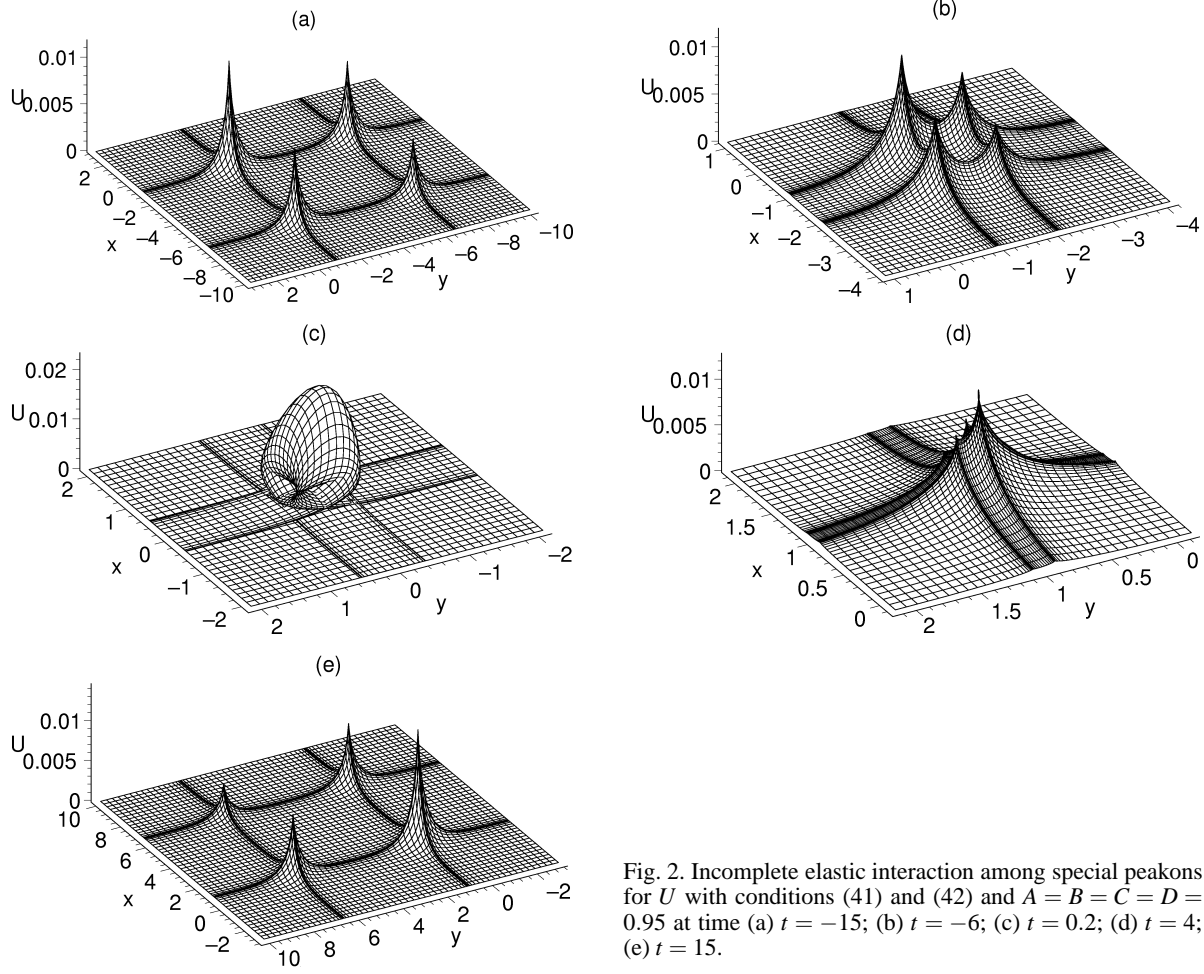 (a)
0.01
U 0.005
0
2
0
−2
−4
−6
−8
−10
x
2
0
−2
−4
−6
−8
−10
y
(b)
0.01
U 0.005
0
1
0
−1
−2
−3
−4
x
1
0
−1
−2
−3
−4
y
(c)
0.02
U 0.01
0
2
1
0
−1
−2
x
2
1
0
−1
−2
y
(d)
0.01
U 0.005
0
2
1.5
1
0.5
0
x
2
1.5
1
0.5
0
y
(e)
0.01
U
0.005
0
10
8
6
4
2
0
−2
x
10
8
6
4
2
0
−2
y
Fig. 2. Incomplete elastic interaction among special peakons
for U with conditions (41) and (42) and A = B = C = D =
0.95 at time (a) t = −15; (b) t = −6; (c) t = 0.2; (d) t = 4;
(e) t = 15.